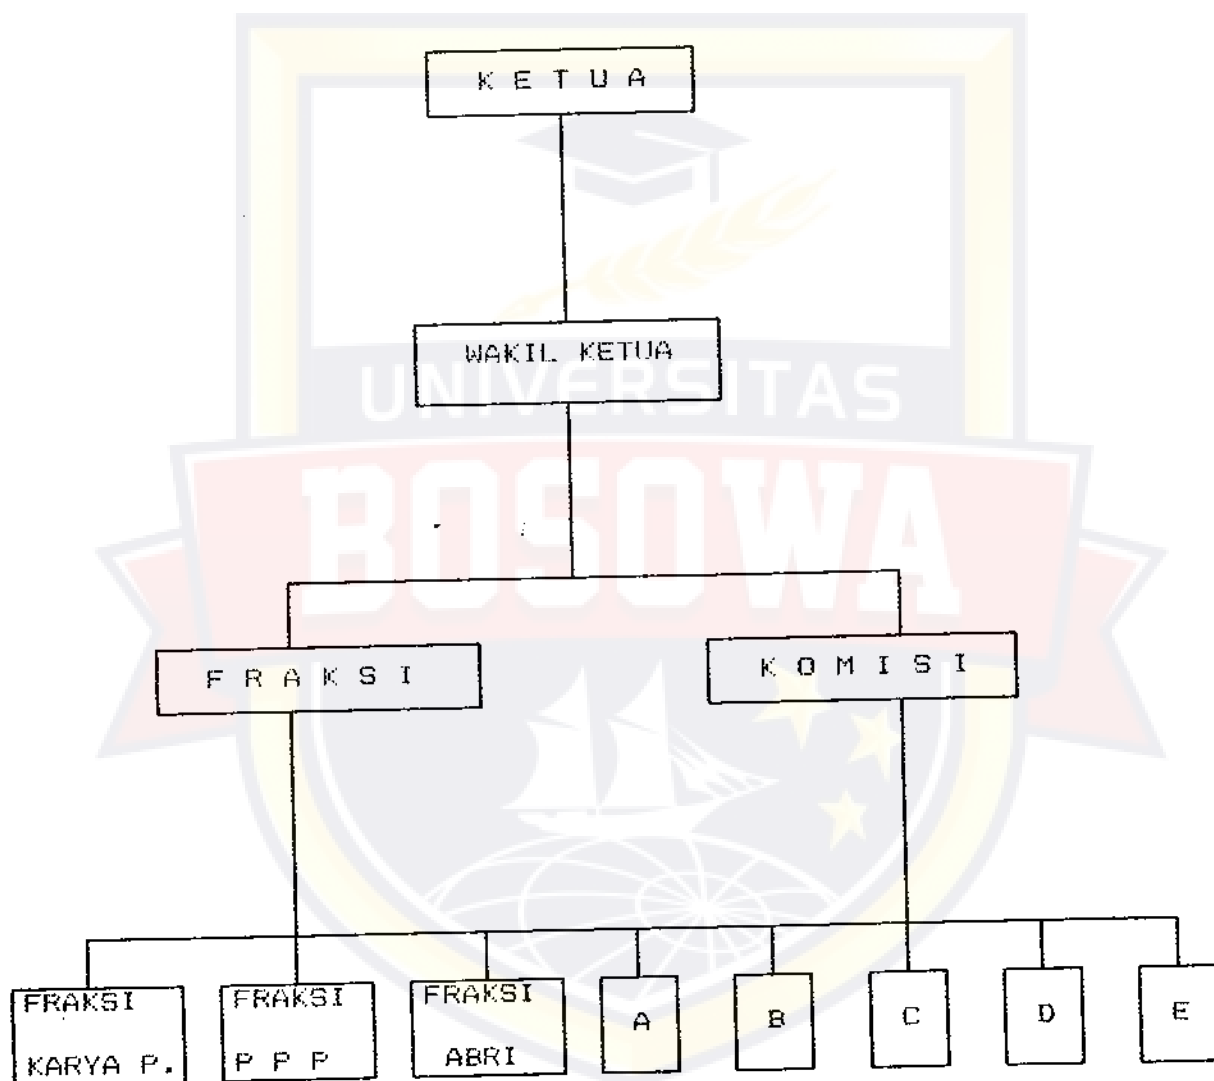 K E T U A
WAKIL KETUA
UNIVERSITAS
BOSOWA
F R A K S I
K O M I S I
FRAKSI
KARYA P.
FRAKSI
P P P
FRAKSI
ABRI
A
B
C
D
E